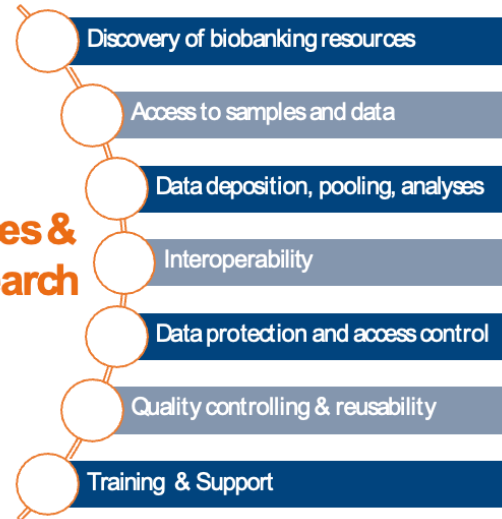 Discovery of biobanking resources
Access to samples and data
Data deposition, pooling, analyses
es &
Interoperability
arch
Data protection and access control
Quality controlling & reusability
Training & Support